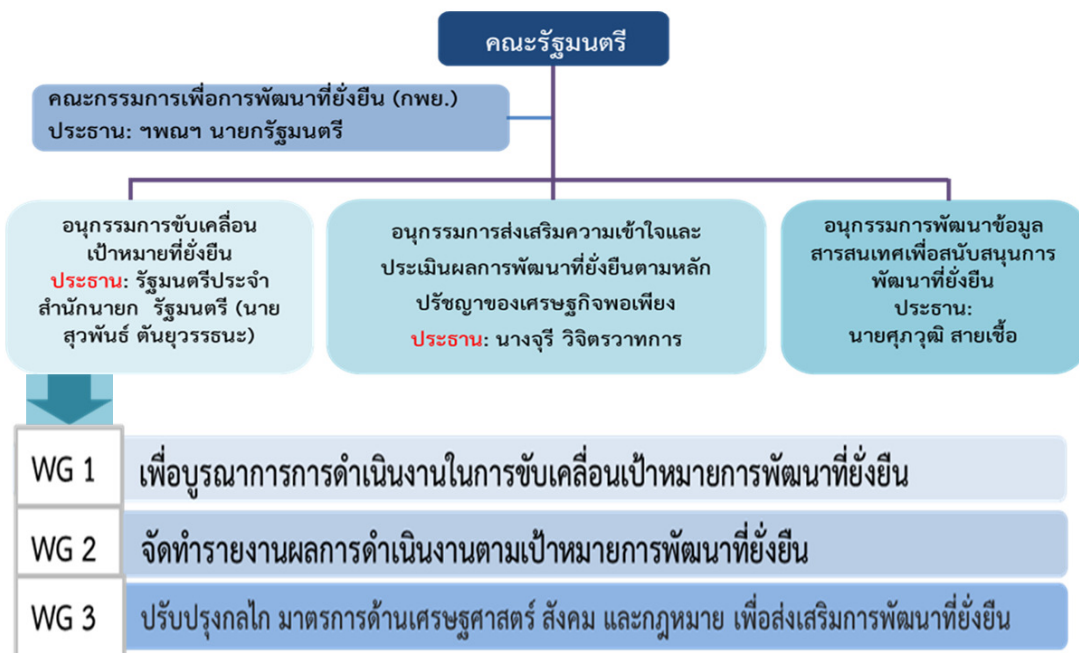 คณะรัฐมนตรี
คณะกรรมการเพื่อการพัฒนาที่ยั่งยืน (กพย.)
ประธาน: ฯพณฯ นายกรัฐมนตรี
อนุกรรมการขับเคลื่อน
เป้าหมายที่ยั่งยืน
ประธาน: รัฐมนตรีประจำ
สำนักนายก รัฐมนตรี (นาย
สุวพันธ์ ตันยุวรรธนะ)
อนุกรรมการส่งเสริมความเข้าใจและ
ประเมินผลการพัฒนาที่ยั่งยืนตามหลัก
ปรัชญาของเศรษฐกิจพอเพียง
ประธาน: นางจุรี วิจิตรวาทการ
อนุกรรมการพัฒนาข้อมูล
สารสนเทศเพื่อสนับสนุนการ
พัฒนาที่ยั่งยืน
ประธาน:
นายศุภวุฒิ สายเชื้อ
WG 1 เพื่อบูรณาการการดำเนินงานในการขับเคลื่อนเป้าหมายการพัฒนาที่ยั่งยืน
WG 2 จัดทำรายงานผลการดำเนินงานตามเป้าหมายการพัฒนาที่ยั่งยืน
WG 3 ปรับปรุงกลไก มาตรการด้านเศรษฐศาสตร์ สังคม และกฎหมาย เพื่อส่งเสริมการพัฒนาที่ยั่งยืน